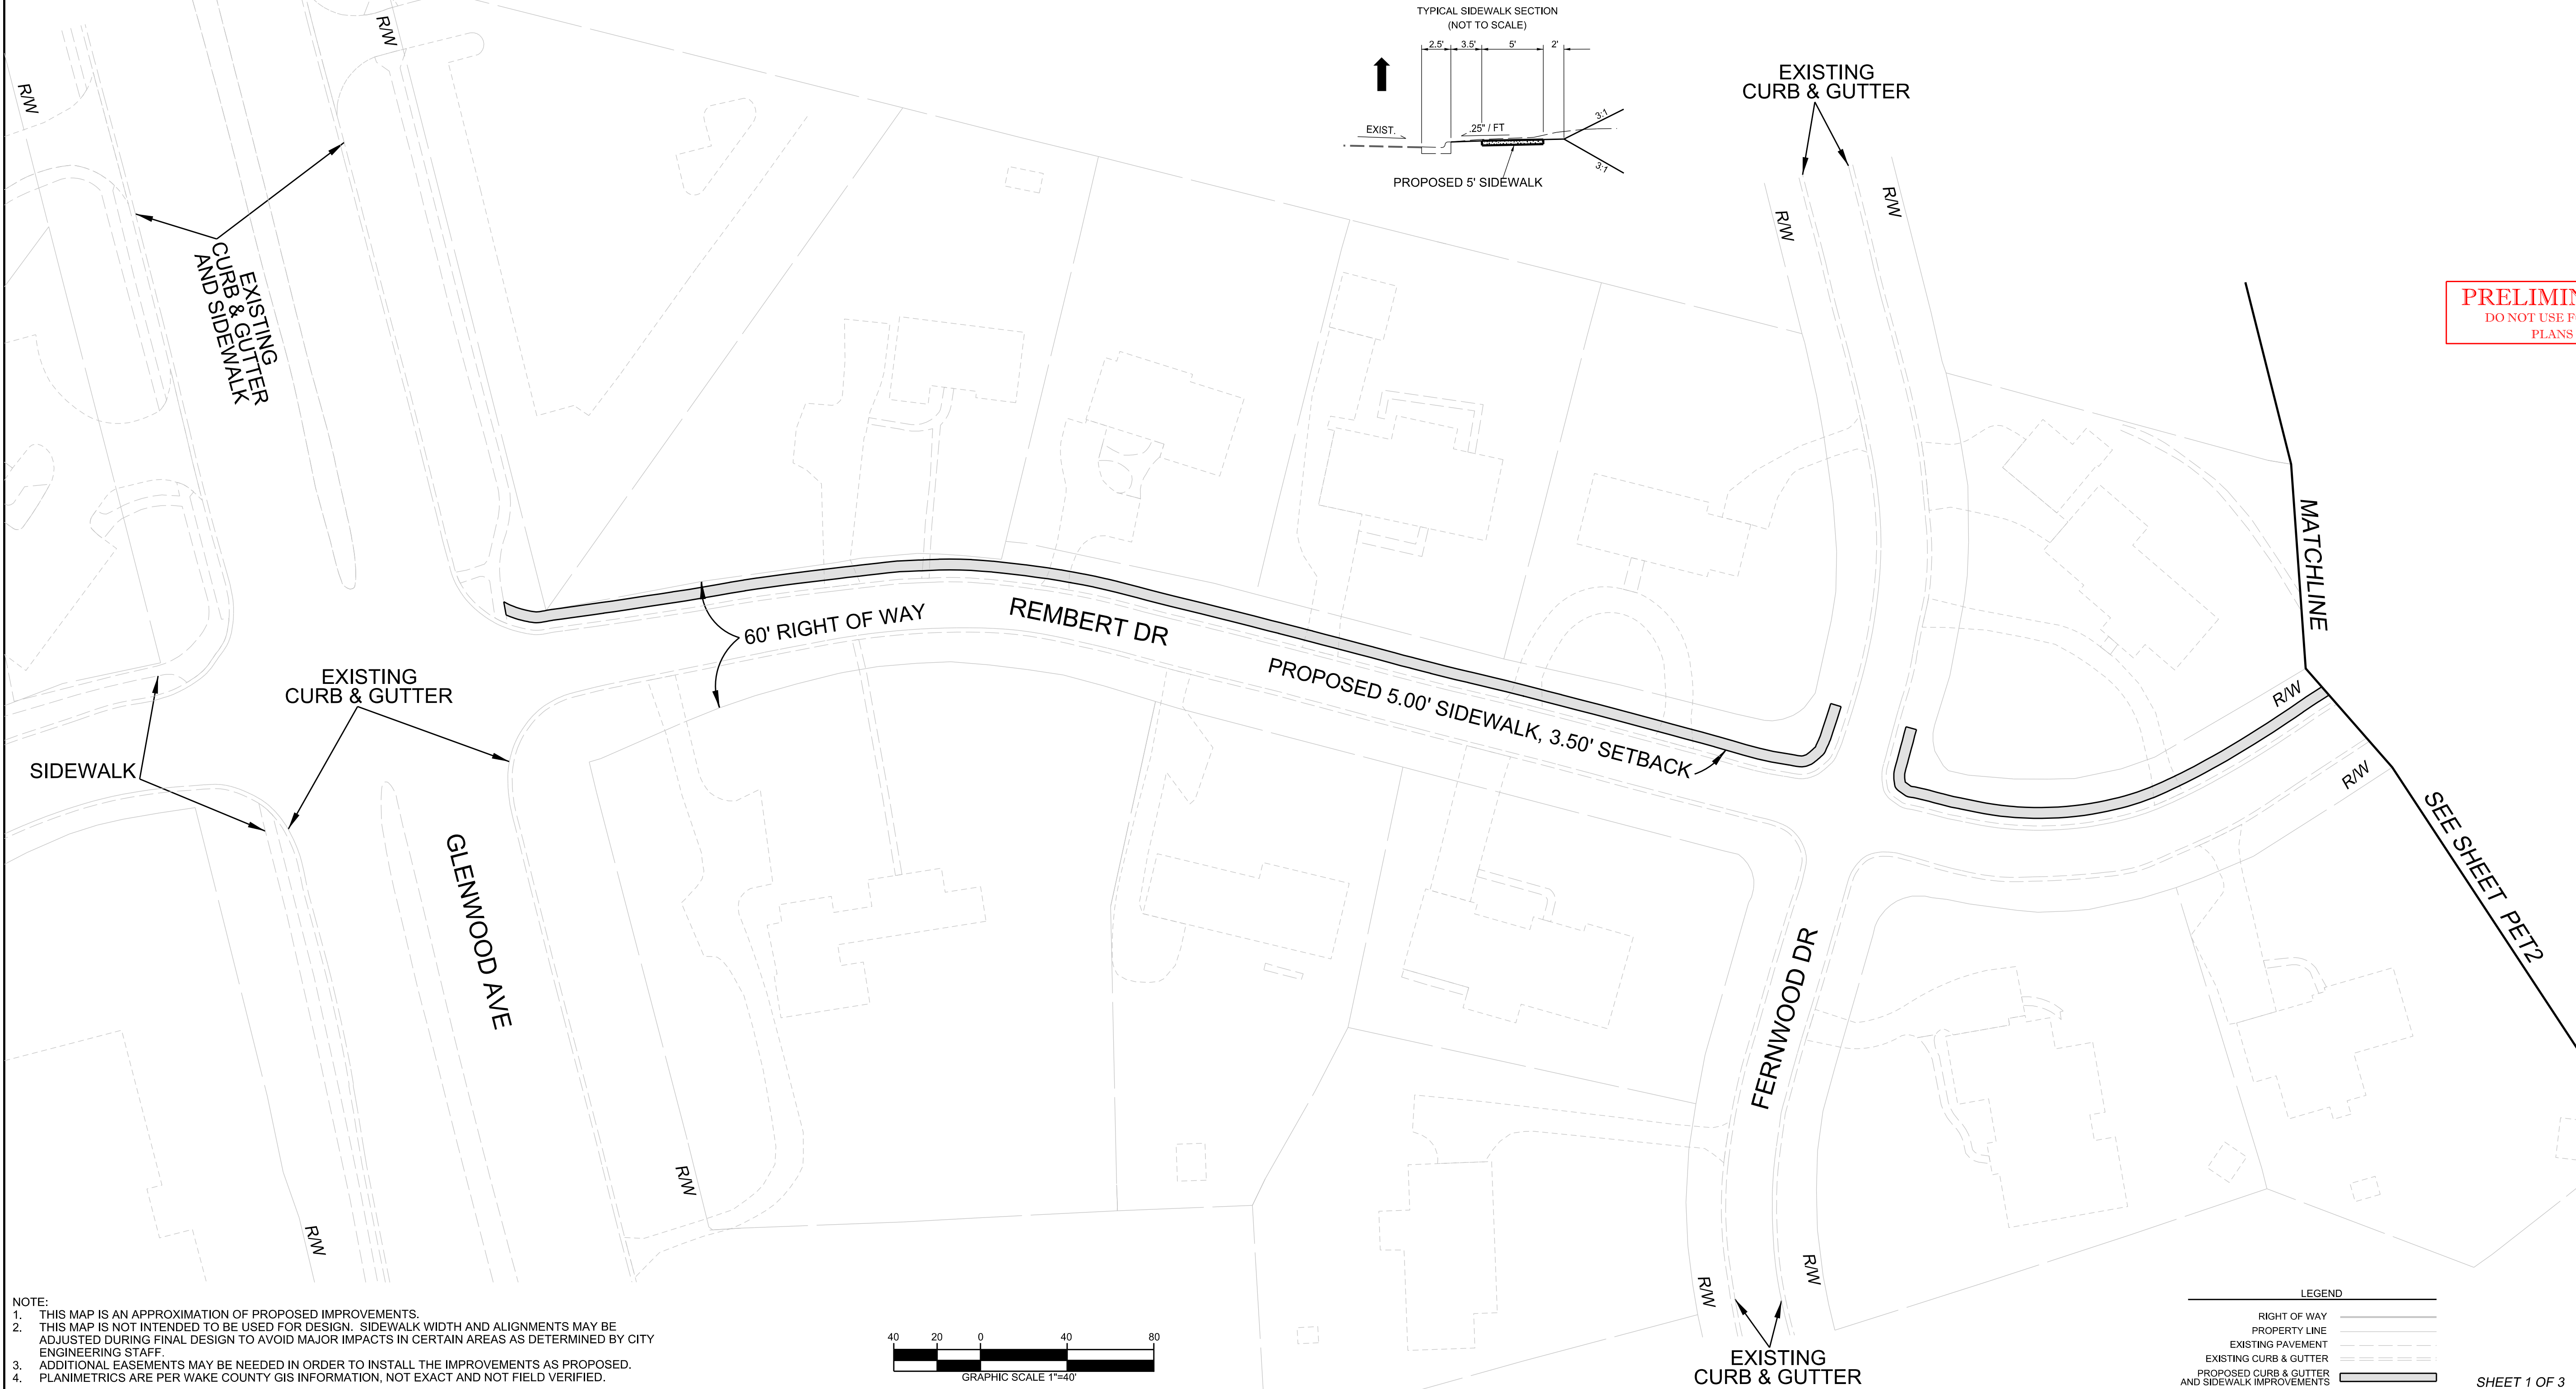 TYPICAL SIDEWALK SECTION
(NOT TO SCALE)
2.5'
3.5'
5'
2'
EXIST.
.25" / FT
3:1
3:1
PROPOSED 5' SIDEWALK
EXISTING
CURB & GUTTER
R/W
R/W
R/W
R/W
EXISTING
CURB & GUTTER
AND SIDEWALK
DO NOT USE
PLANS
MATCHLINE
60' RIGHT OF WAY
REMBERT DR
PROPOSED 5.00' SIDEWALK, 3.50' SETBACK
EXISTING
CURB & GUTTER
SIDEWALK
R/W
R/W
SEE SHEET PET2
GLENWOOD AVE
FERNWOOD DR
R/W
R/W
R/W
R/W
EXISTING
CURB & GUTTER
NOTE:
1. THIS MAP IS AN APPROXIMATION OF PROPOSED IMPROVEMENTS.
2. THIS MAP IS NOT INTENDED TO BE USED FOR DESIGN. SIDEWALK WIDTH AND ALIGNMENTS MAY BE
ADJUSTED DURING FINAL DESIGN TO AVOID MAJOR IMPACTS IN CERTAIN AREAS AS DETERMINED BY CITY
ENGINEERING STAFF.
3. ADDITIONAL EASEMENTS MAY BE NEEDED IN ORDER TO INSTALL THE IMPROVEMENTS AS PROPOSED.
4. PLANIMETRICS ARE PER WAKE COUNTY GIS INFORMATION, NOT EXACT AND NOT FIELD VERIFIED.
40 20 0 40 80
GRAPHIC SCALE 1"=40'
LEGEND
RIGHT OF WAY
PROPERTY LINE
EXISTING PAVEMENT
EXISTING CURB & GUTTER
PROPOSED CURB & GUTTER
AND SIDEWALK IMPROVEMENTS
SHEET 1 OF 3